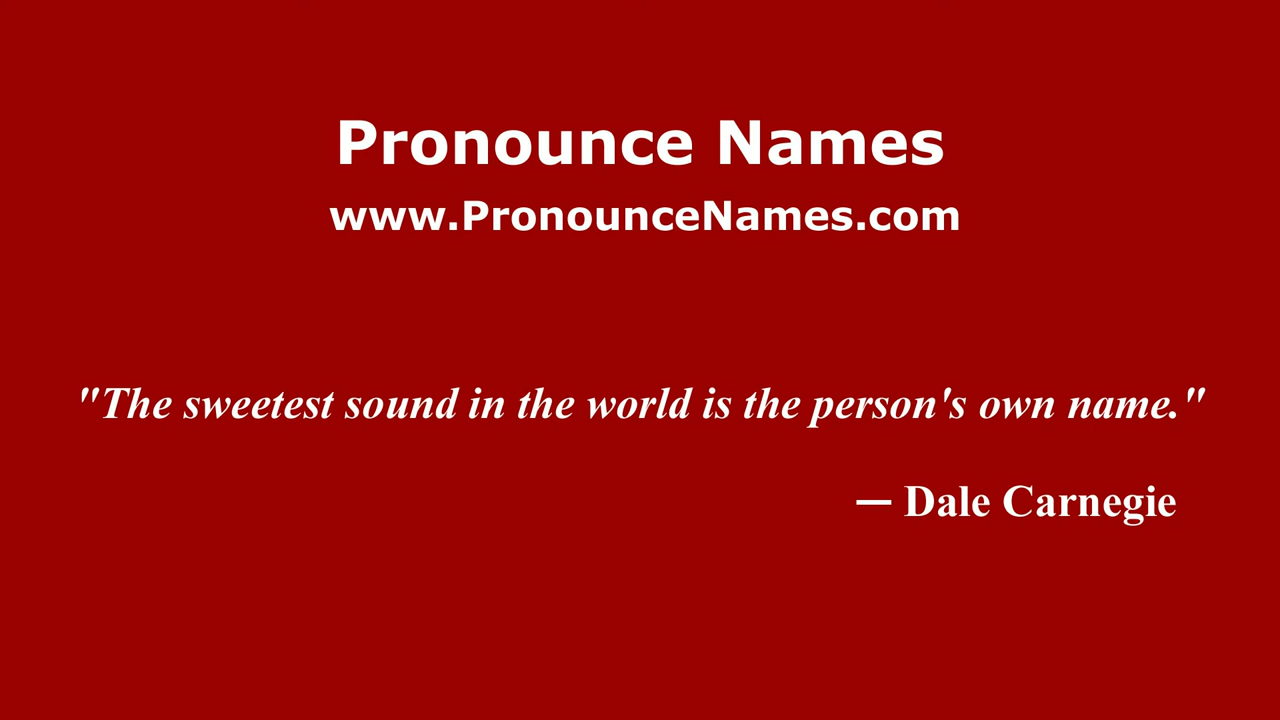 Pronounce Names
www.PronounceNames.com
"The sweetest sound in the world is the person's own name."
— Dale Carnegie